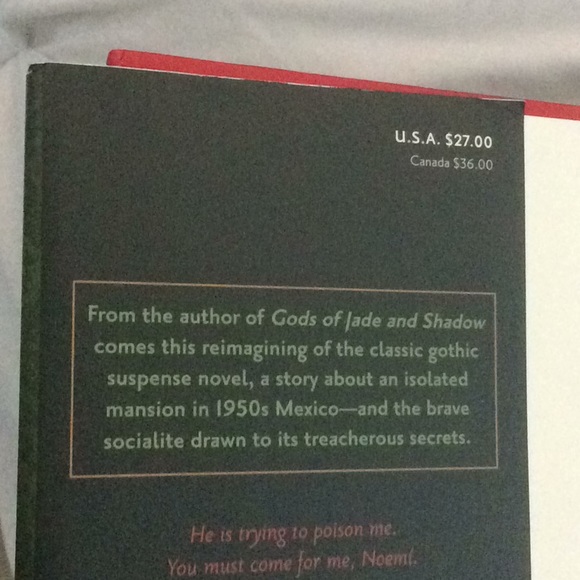 U.S.A. $27.00
Canada $36.00
From the author of Gods of Jade and Shadow
comes this reimagining of the classic gothic
suspense novel, a story about an isolated
mansion in 1950s Mexico—and the brave
socialite drawn to its treacherous secrets.
He is trying to poison me.
You must come for me, Noemí.